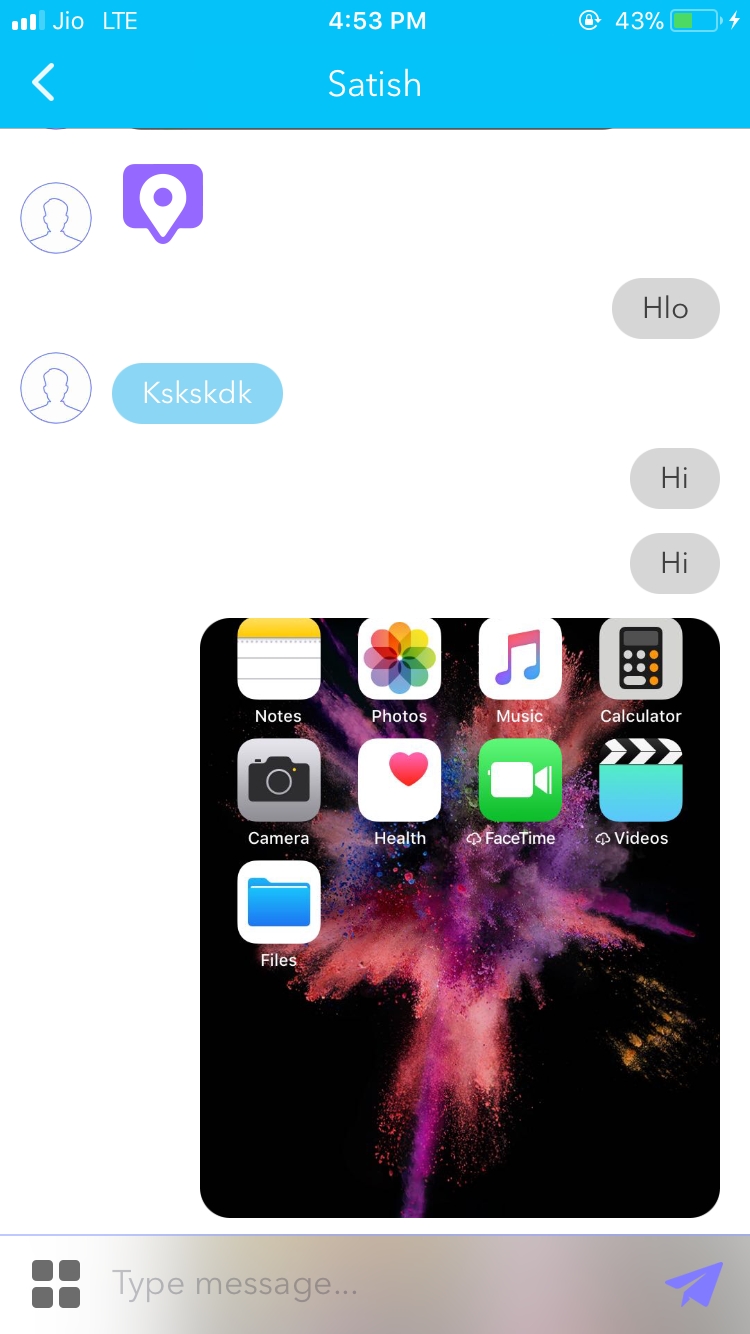 Jio LTE 4:53 PM 43%
Satish
Hlo
Kskskdk
Hi
Hi
Notes Photos Music Calculator
Camera Health FaceTime Videos
Files
Type message...